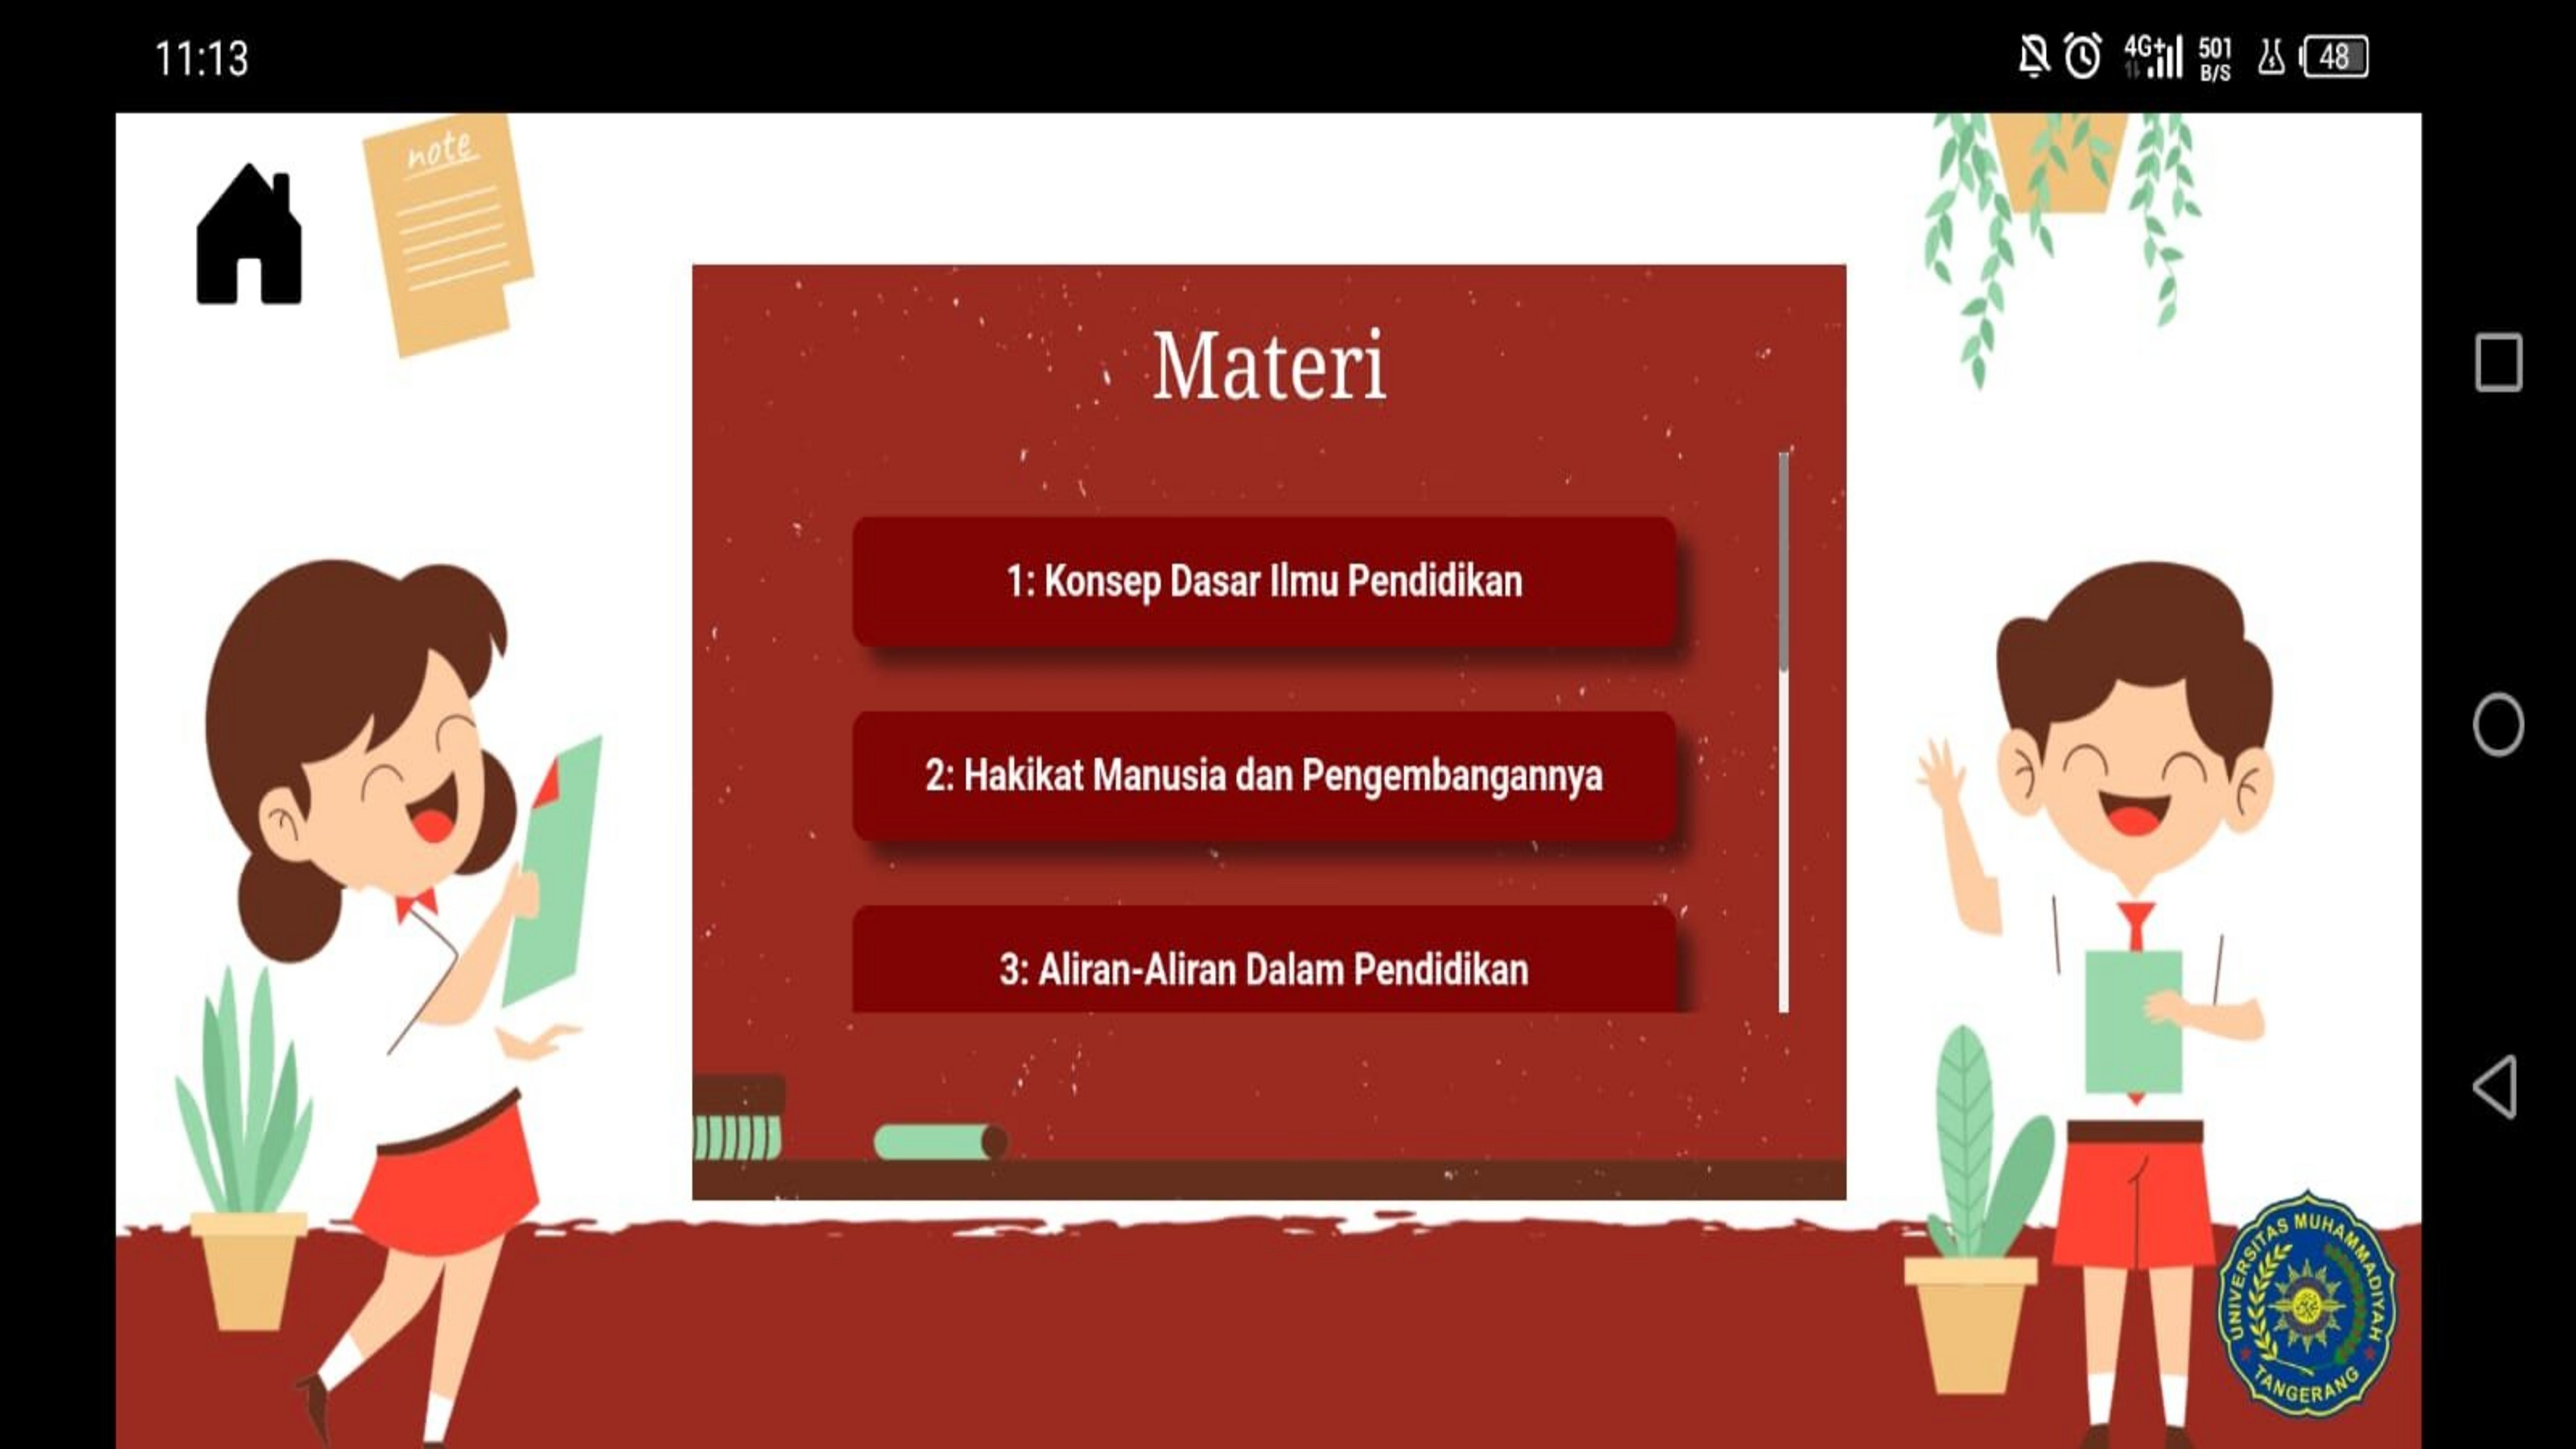 11:13
4G+
501
B/S
48
note
Materi
1: Konsep Dasar Ilmu Pendidikan
2: Hakikat Manusia dan Pengembangannya
3: Aliran-Aliran Dalam Pendidikan
UNIVERSITAS MUHAMMADIYAH
TANGERANG